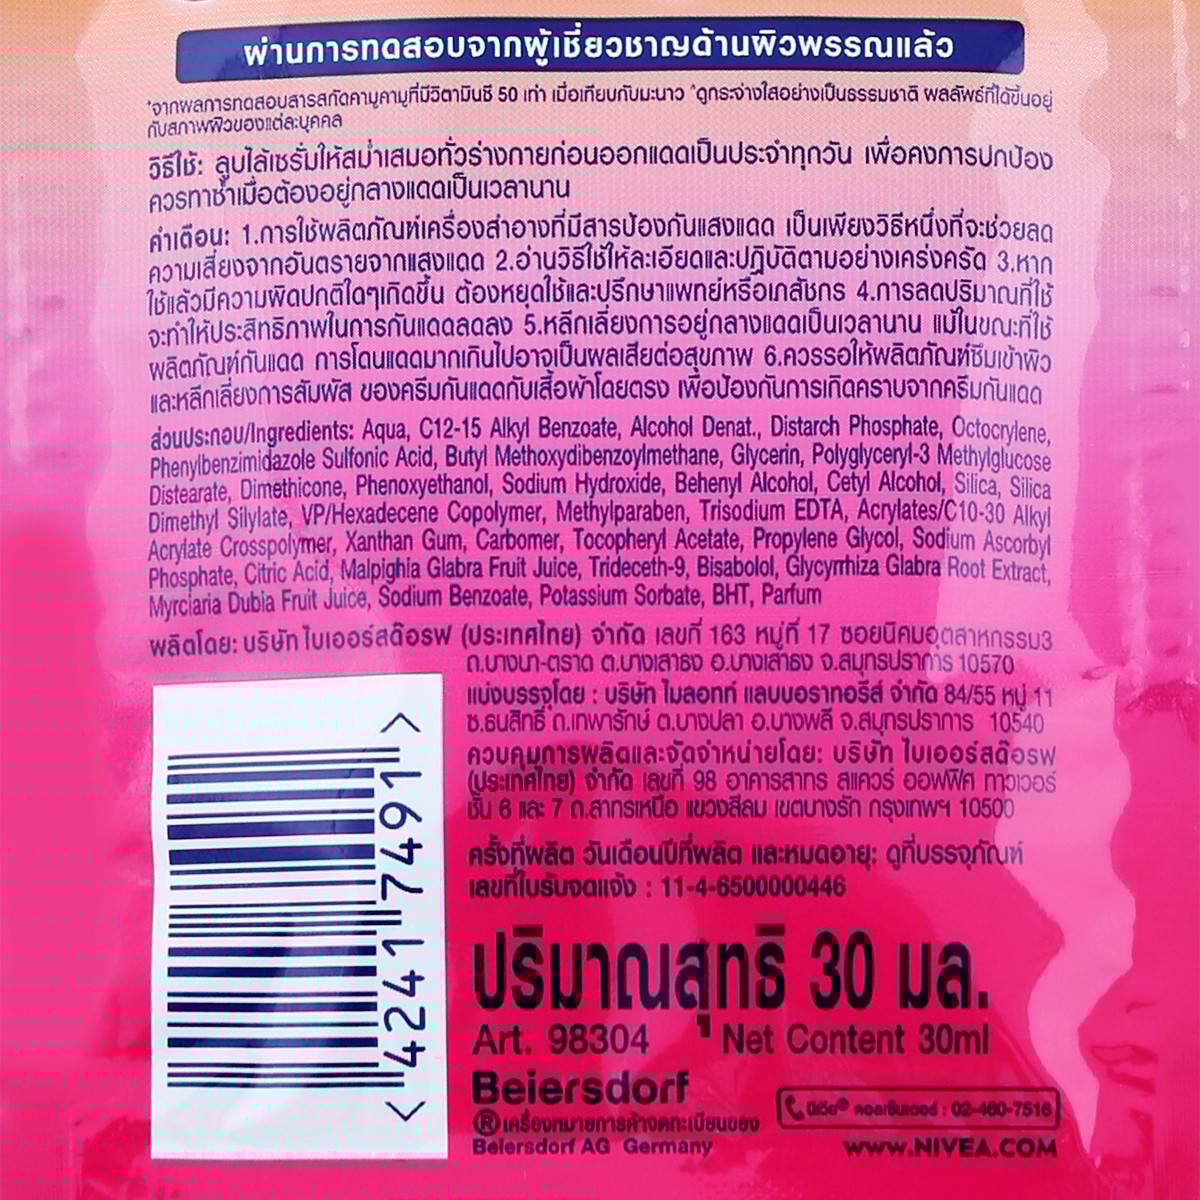 ผ่านการทดสอบจากผู้เชี่ยวชาญด้านผิวพรรณแล้ว
*จากผลการทดสอบสารสกัดคามูคามูที่มีวิตามินซี 50 เท่า เมื่อเทียบกับมะนาว ^ดูกระจ่างใสอย่างเป็นธรรมชาติ ผลลัพธ์ที่ได้ขึ้นอยู่
กับสภาพผิวของแต่ละบุคคล
วิธีใช้: ลูบไล้เซรั่มให้สม่ำเสมอทั่วร่างกายก่อนออกแดดเป็นประจำทุกวัน เพื่อคงการปกป้อง
ควรทาซ้ำเมื่อต้องอยู่กลางแดดเป็นเวลานาน
คำเตือน: 1.การใช้ผลิตภัณฑ์เครื่องสำอางที่มีสารป้องกันแสงแดด เป็นเพียงวิธีหนึ่งที่จะช่วยลด
ความเสี่ยงจากอันตรายจากแสงแดด 2.อ่านวิธีใช้ให้ละเอียดและปฏิบัติตามอย่างเคร่งครัด 3.หาก
ใช้แล้วมีความผิดปกติใดๆเกิดขึ้น ต้องหยุดใช้และปรึกษาแพทย์หรือเภสัชกร 4.การลดปริมาณที่ใช้
จะทำให้ประสิทธิภาพในการกันแดดลดลง 5.หลีกเลี่ยงการอยู่กลางแดดเป็นเวลานาน แม้ในขณะที่ใช้
ผลิตภัณฑ์กันแดด การโดนแดดมากเกินไปอาจเป็นผลเสียต่อสุขภาพ 6.ควรรอให้ผลิตภัณฑ์ซึมเข้าผิว
และหลีกเลี่ยงการสัมผัส ของครีมกันแดดกับเสื้อผ้าโดยตรง เพื่อป้องกันการเกิดคราบจากครีมกันแดด
ส่วนประกอบ/Ingredients: Aqua, C12-15 Alkyl Benzoate, Alcohol Denat., Distarch Phosphate, Octocrylene,
Phenylbenzimidazole Sulfonic Acid, Butyl Methoxydibenzoylmethane, Glycerin, Polyglyceryl-3 Methylglucose
Distearate, Dimethicone, Phenoxyethanol, Sodium Hydroxide, Behenyl Alcohol, Cetyl Alcohol, Silica, Silica
Dimethyl Silylate, VP/Hexadecene Copolymer, Methylparaben, Trisodium EDTA, Acrylates/C10-30 Alkyl
Acrylate Crosspolymer, Xanthan Gum, Carbomer, Tocopheryl Acetate, Propylene Glycol, Sodium Ascorbyl
Phosphate, Citric Acid, Malpighia Glabra Fruit Juice, Trideceth-9, Bisabolol, Glycyrrhiza Glabra Root Extract,
Myrciaria Dubia Fruit Juice, Sodium Benzoate, Potassium Sorbate, BHT, Parfum
ผลิตโดย: บริษัท ไบเออร์สด๊อรฟ (ประเทศไทย) จำกัด เลขที่ 163 หมู่ที่ 17 ซอยนิคมอุตสาหกรรม3
ถ.บางนา-ตราด ต.บางเสาธง อ.บางเสาธง จ.สมุทรปราการ 10570
แบ่งบรรจุโดย : บริษัท ไมลอทท์ แลบบอราทอรีส์ จำกัด 84/55 หมู่ 11
ซ.ธนสิทธิ์ ถ.เทพารักษ์ ต.บางปลา อ.บางพลี จ.สมุทรปราการ 10540
ควบคุมการผลิตและจัดจำหน่ายโดย: บริษัท ไบเออร์สด๊อรฟ
(ประเทศไทย) จำกัด เลขที่ 98 อาคารสาทร สแควร์ ออฟฟิศ ทาวเวอร์
ชั้น 6 และ 7 ถ.สาทรเหนือ แขวงสีลม เขตบางรัก กรุงเทพฯ 10500
ครั้งที่ผลิต วันเดือนปีที่ผลิต และหมดอายุ: ดูที่บรรจุภัณฑ์
เลขที่ใบรับจดแจ้ง : 11-4-6500000446
ปริมาณสุทธิ 30 มล.
Art. 98304 Net Content 30ml
Beiersdorf
® เครื่องหมายการค้าจดทะเบียนของ
Beiersdorf AG Germany
นีเวีย® คอลเซ็นเตอร์ : 02-460-7516
www.NIVEA.COM
< 4241 7491 >